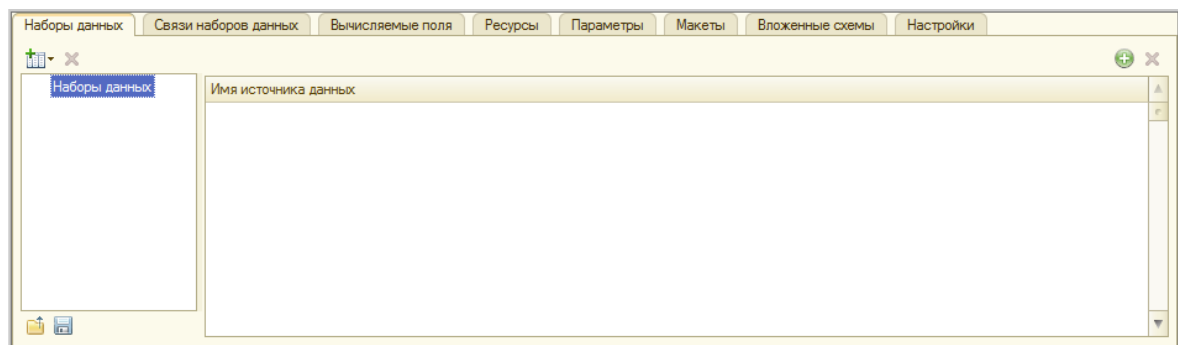 Наборы данных Связи наборов данных Вычисляемые поля Ресурсы Параметры Макеты Вложенные схемы Настройки
Наборы данных
Имя источника данных